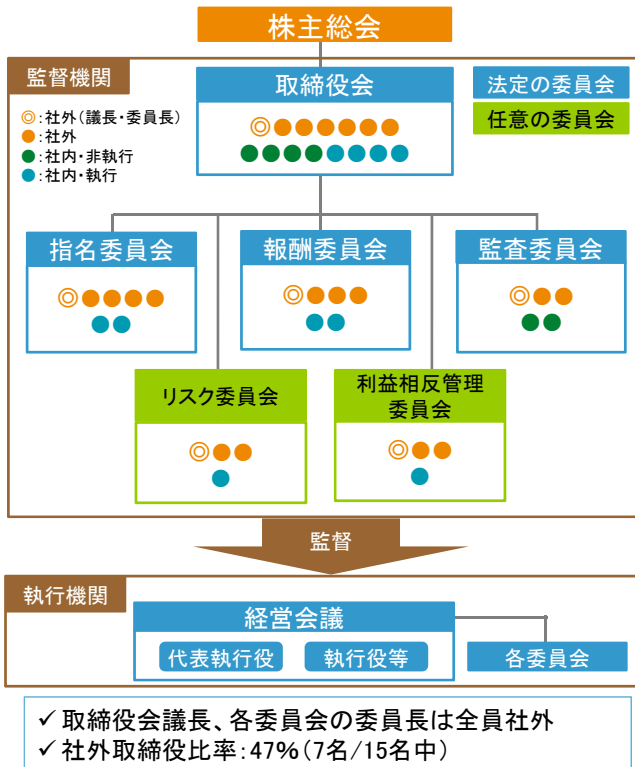 株主総会
監督機関
取締役会
法定の委員会
任意の委員会
◎:社外(議長・委員長)
●:社外
●:社内・非執行
●:社内・執行
指名委員会
報酬委員会
監査委員会
リスク委員会
利益相反管理
委員会
監督
執行機関
経営会議
代表執行役
執行役等
各委員会
✓ 取締役会議長、各委員会の委員長は全員社外
✓ 社外取締役比率:47%(7名/15名中)